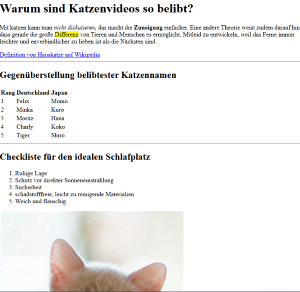 Warum sind Katzenvideos so belibt?
Mit katzen kann man nicht diskutieren, das macht die Zuneigung einfacher. Eine andere Theorie weist zudem darauf hin,
dass gerade die große Differenz von Tieren und Menschen es ermöglicht, Mitleid zu entwickeln, weil das Ferne immer
leichter und unverbindlicher zu lieben ist als die Nächsten sind.
Definition von Hauskatze auf Wikipedia
Gegenüberstellung belibtester Katzennamen
Rang Deutschland Japan
1 Felix Momo
2 Minka Kuro
3 Moritz Hana
4 Charly Koko
5 Tiger Shiro
Checkliste für den idealen Schlafplatz
1. Ruhige Lage
2. Schutz vor direkter Sonneneinstrahlung
3. Sicherheit
4. schadstofffreie, leicht zu reinigende Materialien
5. Weich und flauschig